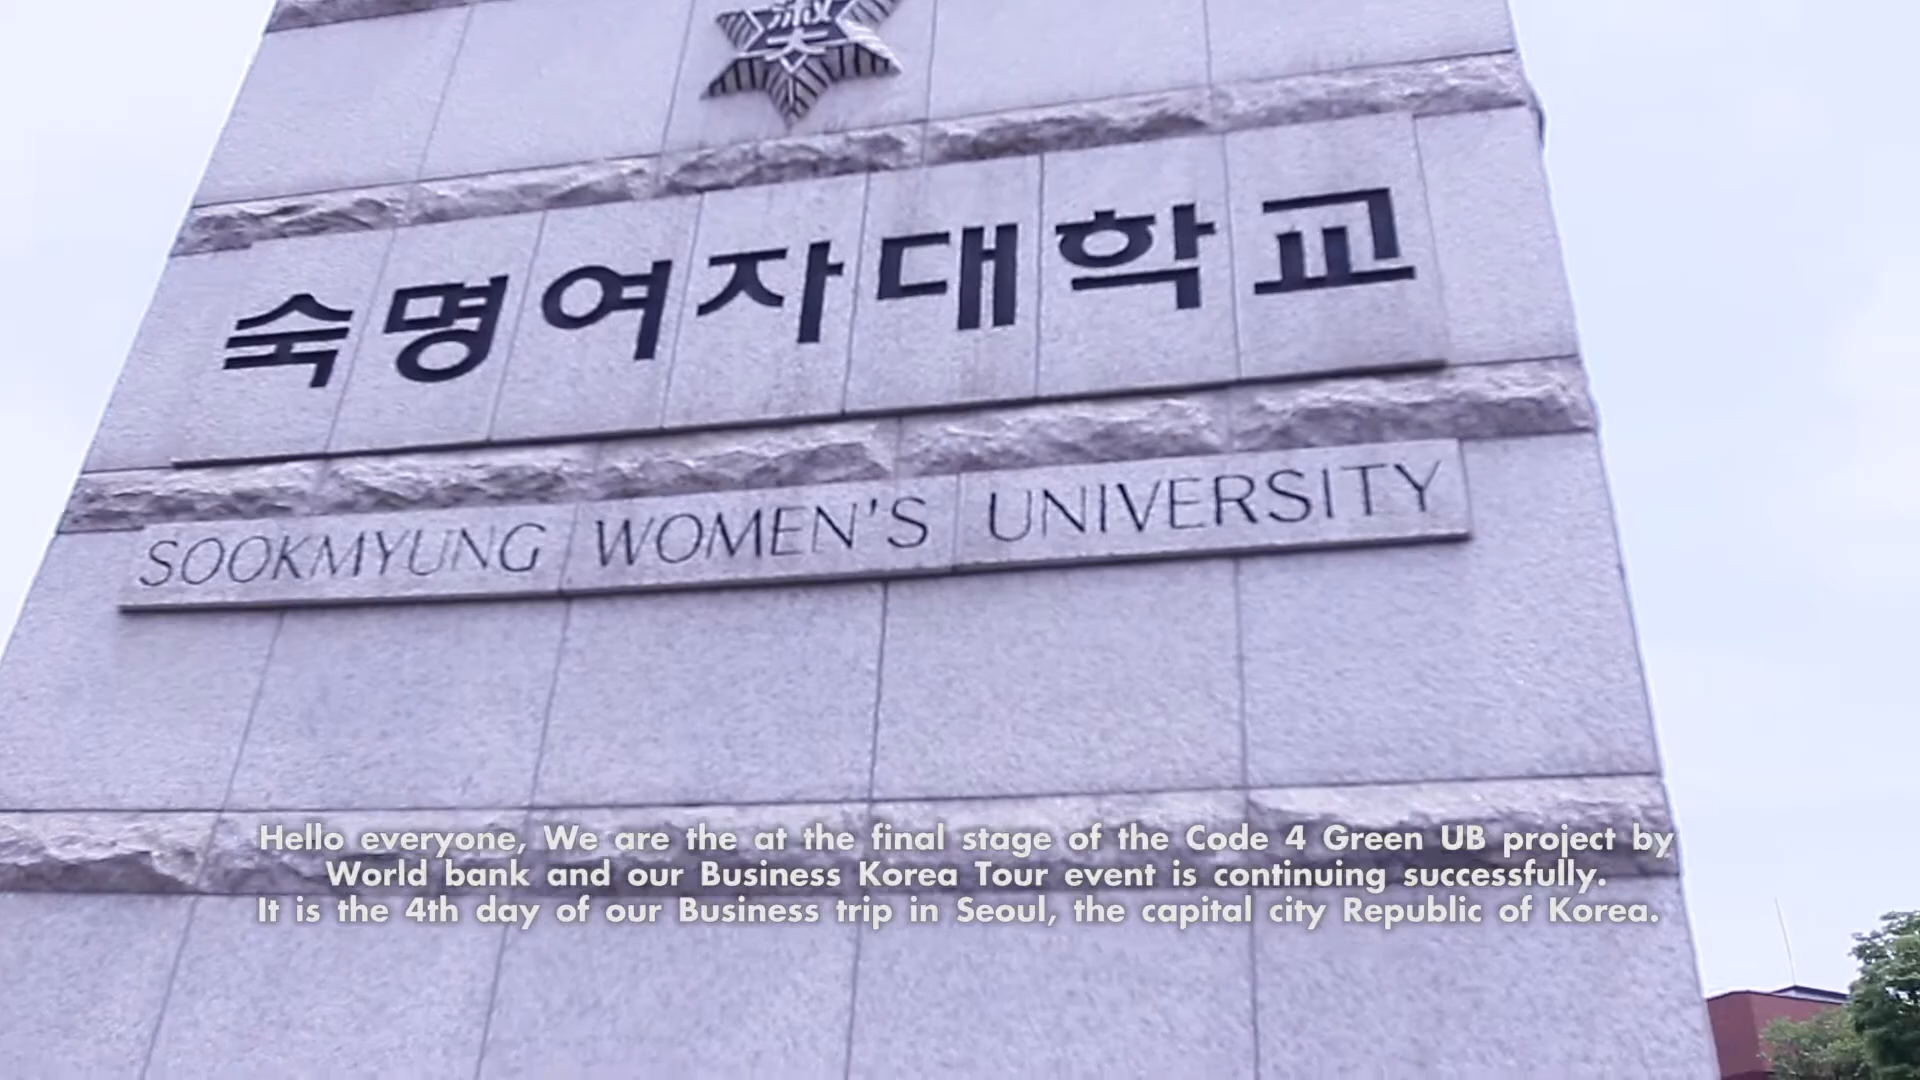 淑
大
숙명여자대학교
SOOKMYUNG WOMEN'S UNIVERSITY
Hello everyone, We are the at the final stage of the Code 4 Green UB project by
World bank and our Business Korea Tour event is continuing successfully.
It is the 4th day of our Business trip in Seoul, the capital city Republic of Korea.